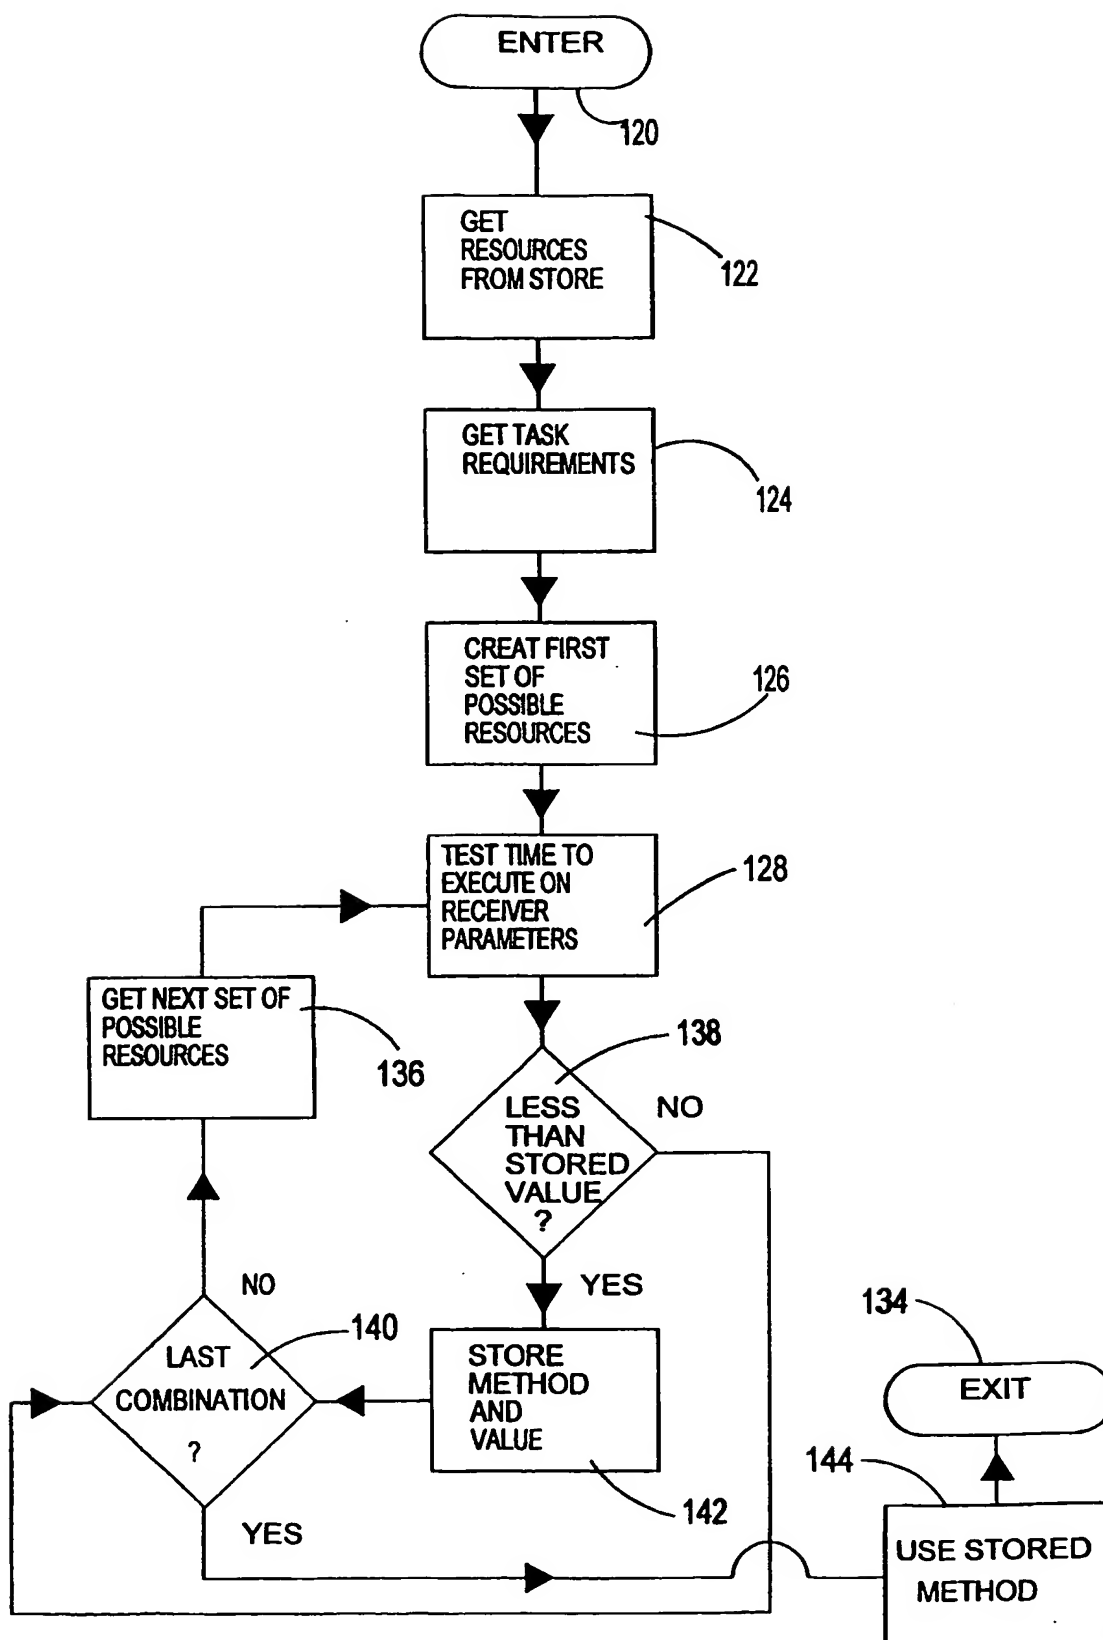 ENTER
120
GET
RESOURCES
FROM STORE
122
GET TASK
REQUIREMENTS
124
CREAT FIRST
SET OF
POSSIBLE
RESOURCES
126
TEST TIME TO
EXECUTE ON
RECEIVER
PARAMETERS
128
GET NEXT SET OF
POSSIBLE
RESOURCES
136
138
LESS
THAN
STORED
VALUE
?
NO
YES
NO
140
LAST
COMBINATION
?
YES
STORE
METHOD
AND
VALUE
142
134
EXIT
144
USE STORED
METHOD